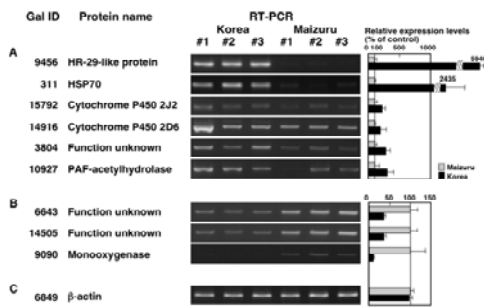 Gal ID Protein name RT-PCR
Korea Maizuru
#1 #2 #3 #1 #2 #3
Relative expression levels
(% of control)
0 100 1000
A
9456 HR-29-like protein
311 HSP70 2435
15792 Cytochrome P450 2J2
14916 Cytochrome P450 2D6
3804 Function unknown
10927 PAF-acetylhydrolase
Maizuru
Korea
0 50 100 150
B
6643 Function unknown
14505 Function unknown
9090 Monooxygenase
C
6849 β-actin